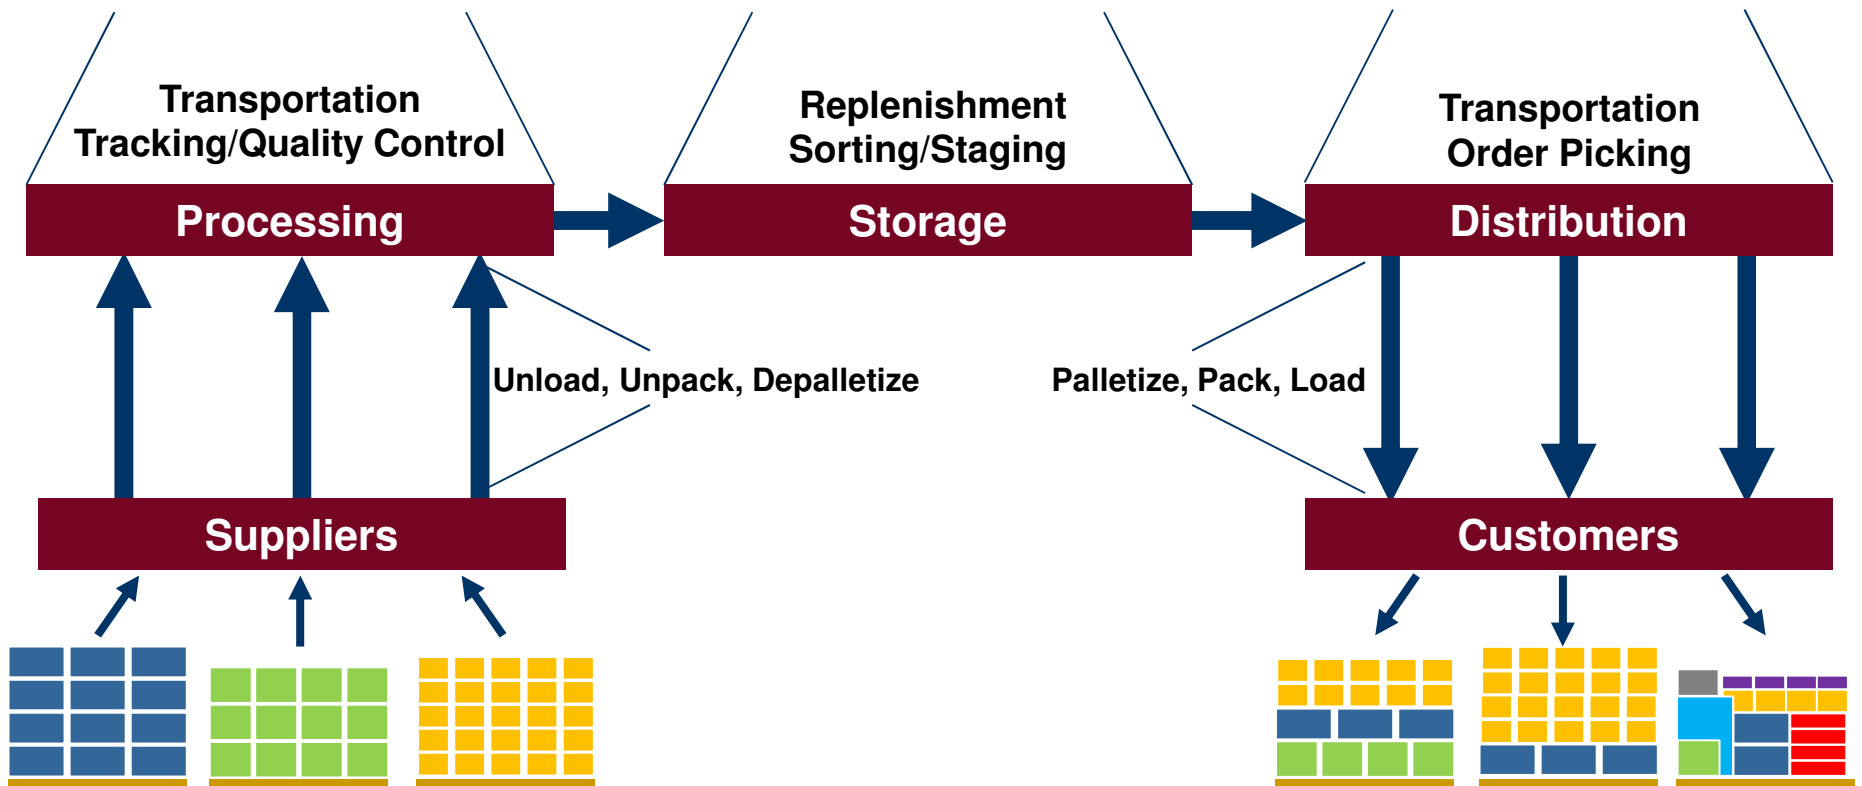 Transportation
Tracking/Quality Control
Replenishment
Sorting/Staging
Transportation
Order Picking
Processing
Storage
Distribution
Unload, Unpack, Depalletize
Palletize, Pack, Load
Suppliers
Customers